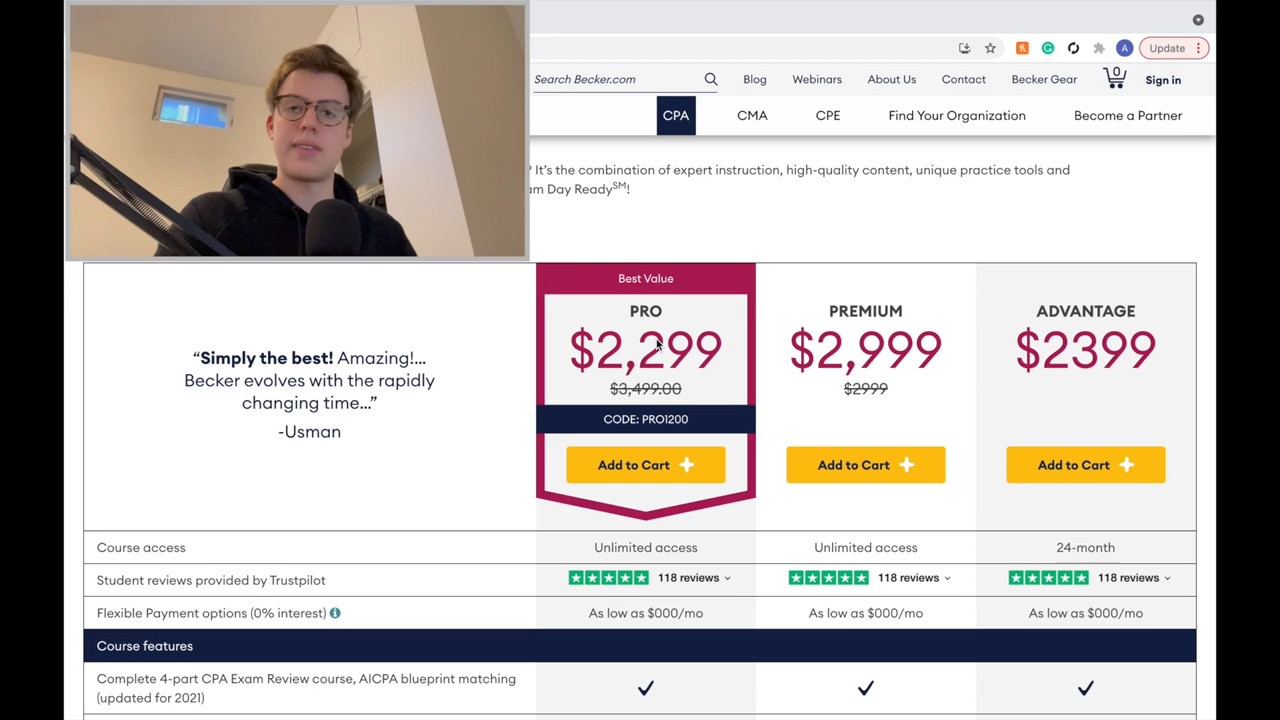 Update
Search Becker.com
Blog
Webinars
About Us
Contact
Becker Gear
0
Sign in
CPA
CMA
CPE
Find Your Organization
Become a Partner
? It's the combination of expert instruction, high-quality content, unique practice tools and
am Day Ready℠!
Best Value
PRO
PREMIUM
ADVANTAGE
$2,299
$2,999
$2399
$3,499.00
$2999
CODE: PRO1200
"Simply the best! Amazing!...
Becker evolves with the rapidly
changing time..."
-Usman
Add to Cart
Add to Cart
Add to Cart
Course access
Unlimited access
Unlimited access
24-month
Student reviews provided by Trustpilot
118 reviews
118 reviews
118 reviews
Flexible Payment options (0% interest)
As low as $000/mo
As low as $000/mo
As low as $000/mo
Course features
Complete 4-part CPA Exam Review course, AICPA blueprint matching
(updated for 2021)